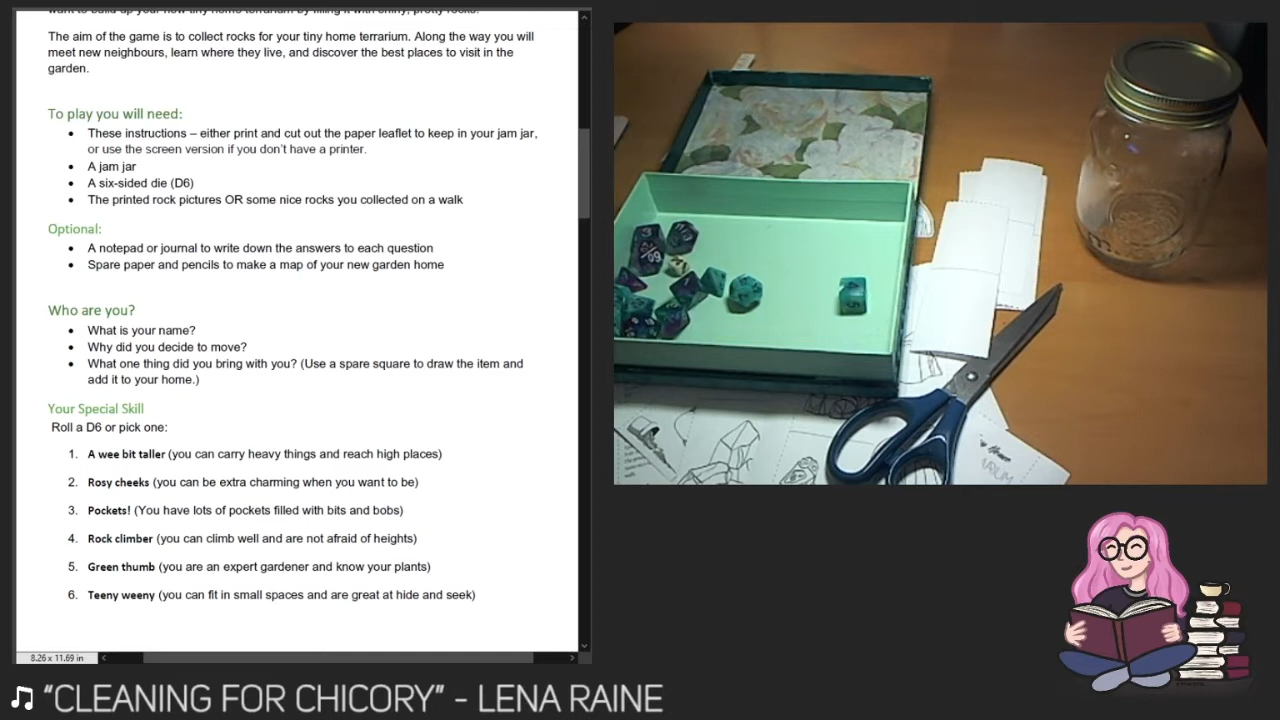 The aim of the game is to collect rocks for your tiny home terrarium. Along the way you will
meet new neighbours, learn where they live, and discover the best places to visit in the
garden.
To play you will need:
• These instructions – either print and cut out the paper leaflet to keep in your jam jar,
or use the screen version if you don't have a printer.
• A jam jar
• A six-sided die (D6)
• The printed rock pictures OR some nice rocks you collected on a walk
Optional:
• A notepad or journal to write down the answers to each question
• Spare paper and pencils to make a map of your new garden home
Who are you?
• What is your name?
• Why did you decide to move?
• What one thing did you bring with you? (Use a spare square to draw the item and
add it to your home.)
Your Special Skill
Roll a D6 or pick one:
1. A wee bit taller (you can carry heavy things and reach high places)
2. Rosy cheeks (you can be extra charming when you want to be)
3. Pockets! (You have lots of pockets filled with bits and bobs)
4. Rock climber (you can climb well and are not afraid of heights)
5. Green thumb (you are an expert gardener and know your plants)
6. Teeny weeny (you can fit in small spaces and are great at hide and seek)
8.26 x 11.69 in
♫ "CLEANING FOR CHICORY" - LENA RAINE